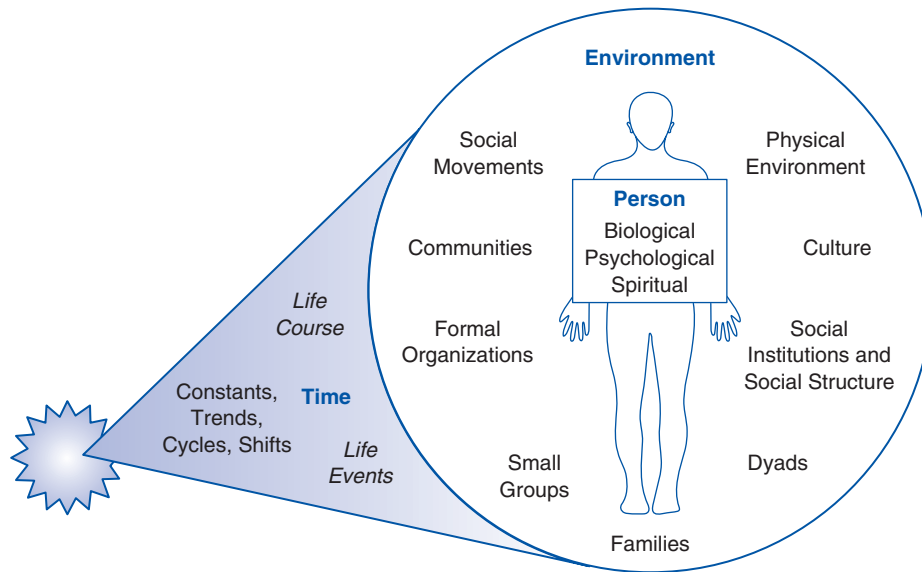 Environment
Social
Movements
Physical
Environment
Person
Biological
Psychological
Spiritual
Communities
Culture
Life
Course
Formal
Organizations
Social
Institutions and
Social Structure
Constants,
Trends,
Cycles, Shifts
Time
Life
Events
Small
Groups
Dyads
Families